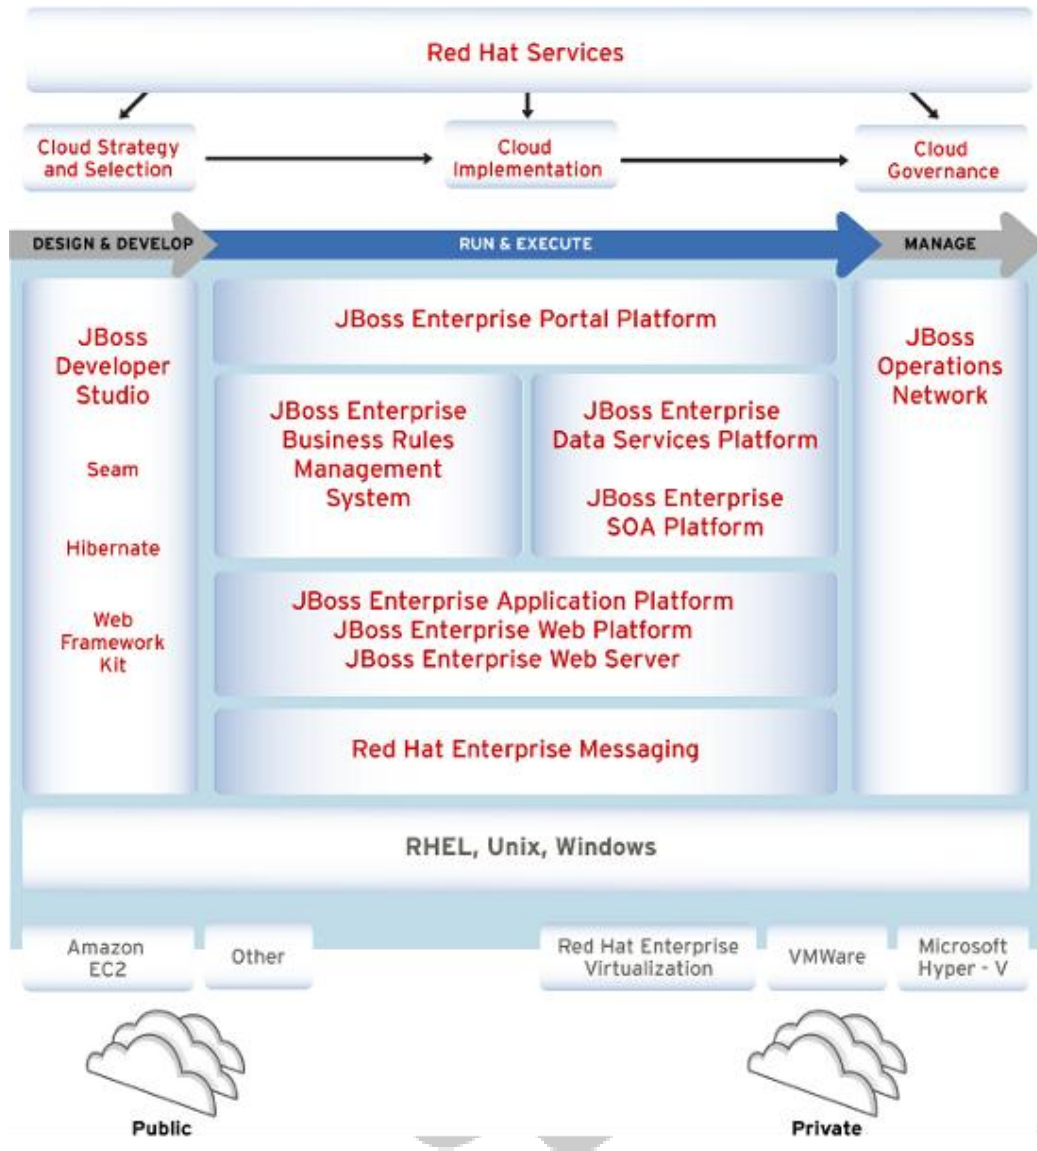 Red Hat Services
Cloud Strategy
and Selection
Cloud
Implementation
Cloud
Governance
DESIGN & DEVELOP
RUN & EXECUTE
MANAGE
JBoss
Developer
Studio
Seam
Hibernate
Web
Framework
Kit
JBoss Enterprise Portal Platform
JBoss Enterprise
Business Rules
Management
System
JBoss Enterprise
Data Services Platform
JBoss Enterprise
SOA Platform
JBoss Enterprise Application Platform
JBoss Enterprise Web Platform
JBoss Enterprise Web Server
Red Hat Enterprise Messaging
JBoss
Operations
Network
RHEL, Unix, Windows
Amazon
EC2
Other
Red Hat Enterprise
Virtualization
VMWare
Microsoft
Hyper - V
Public
Private